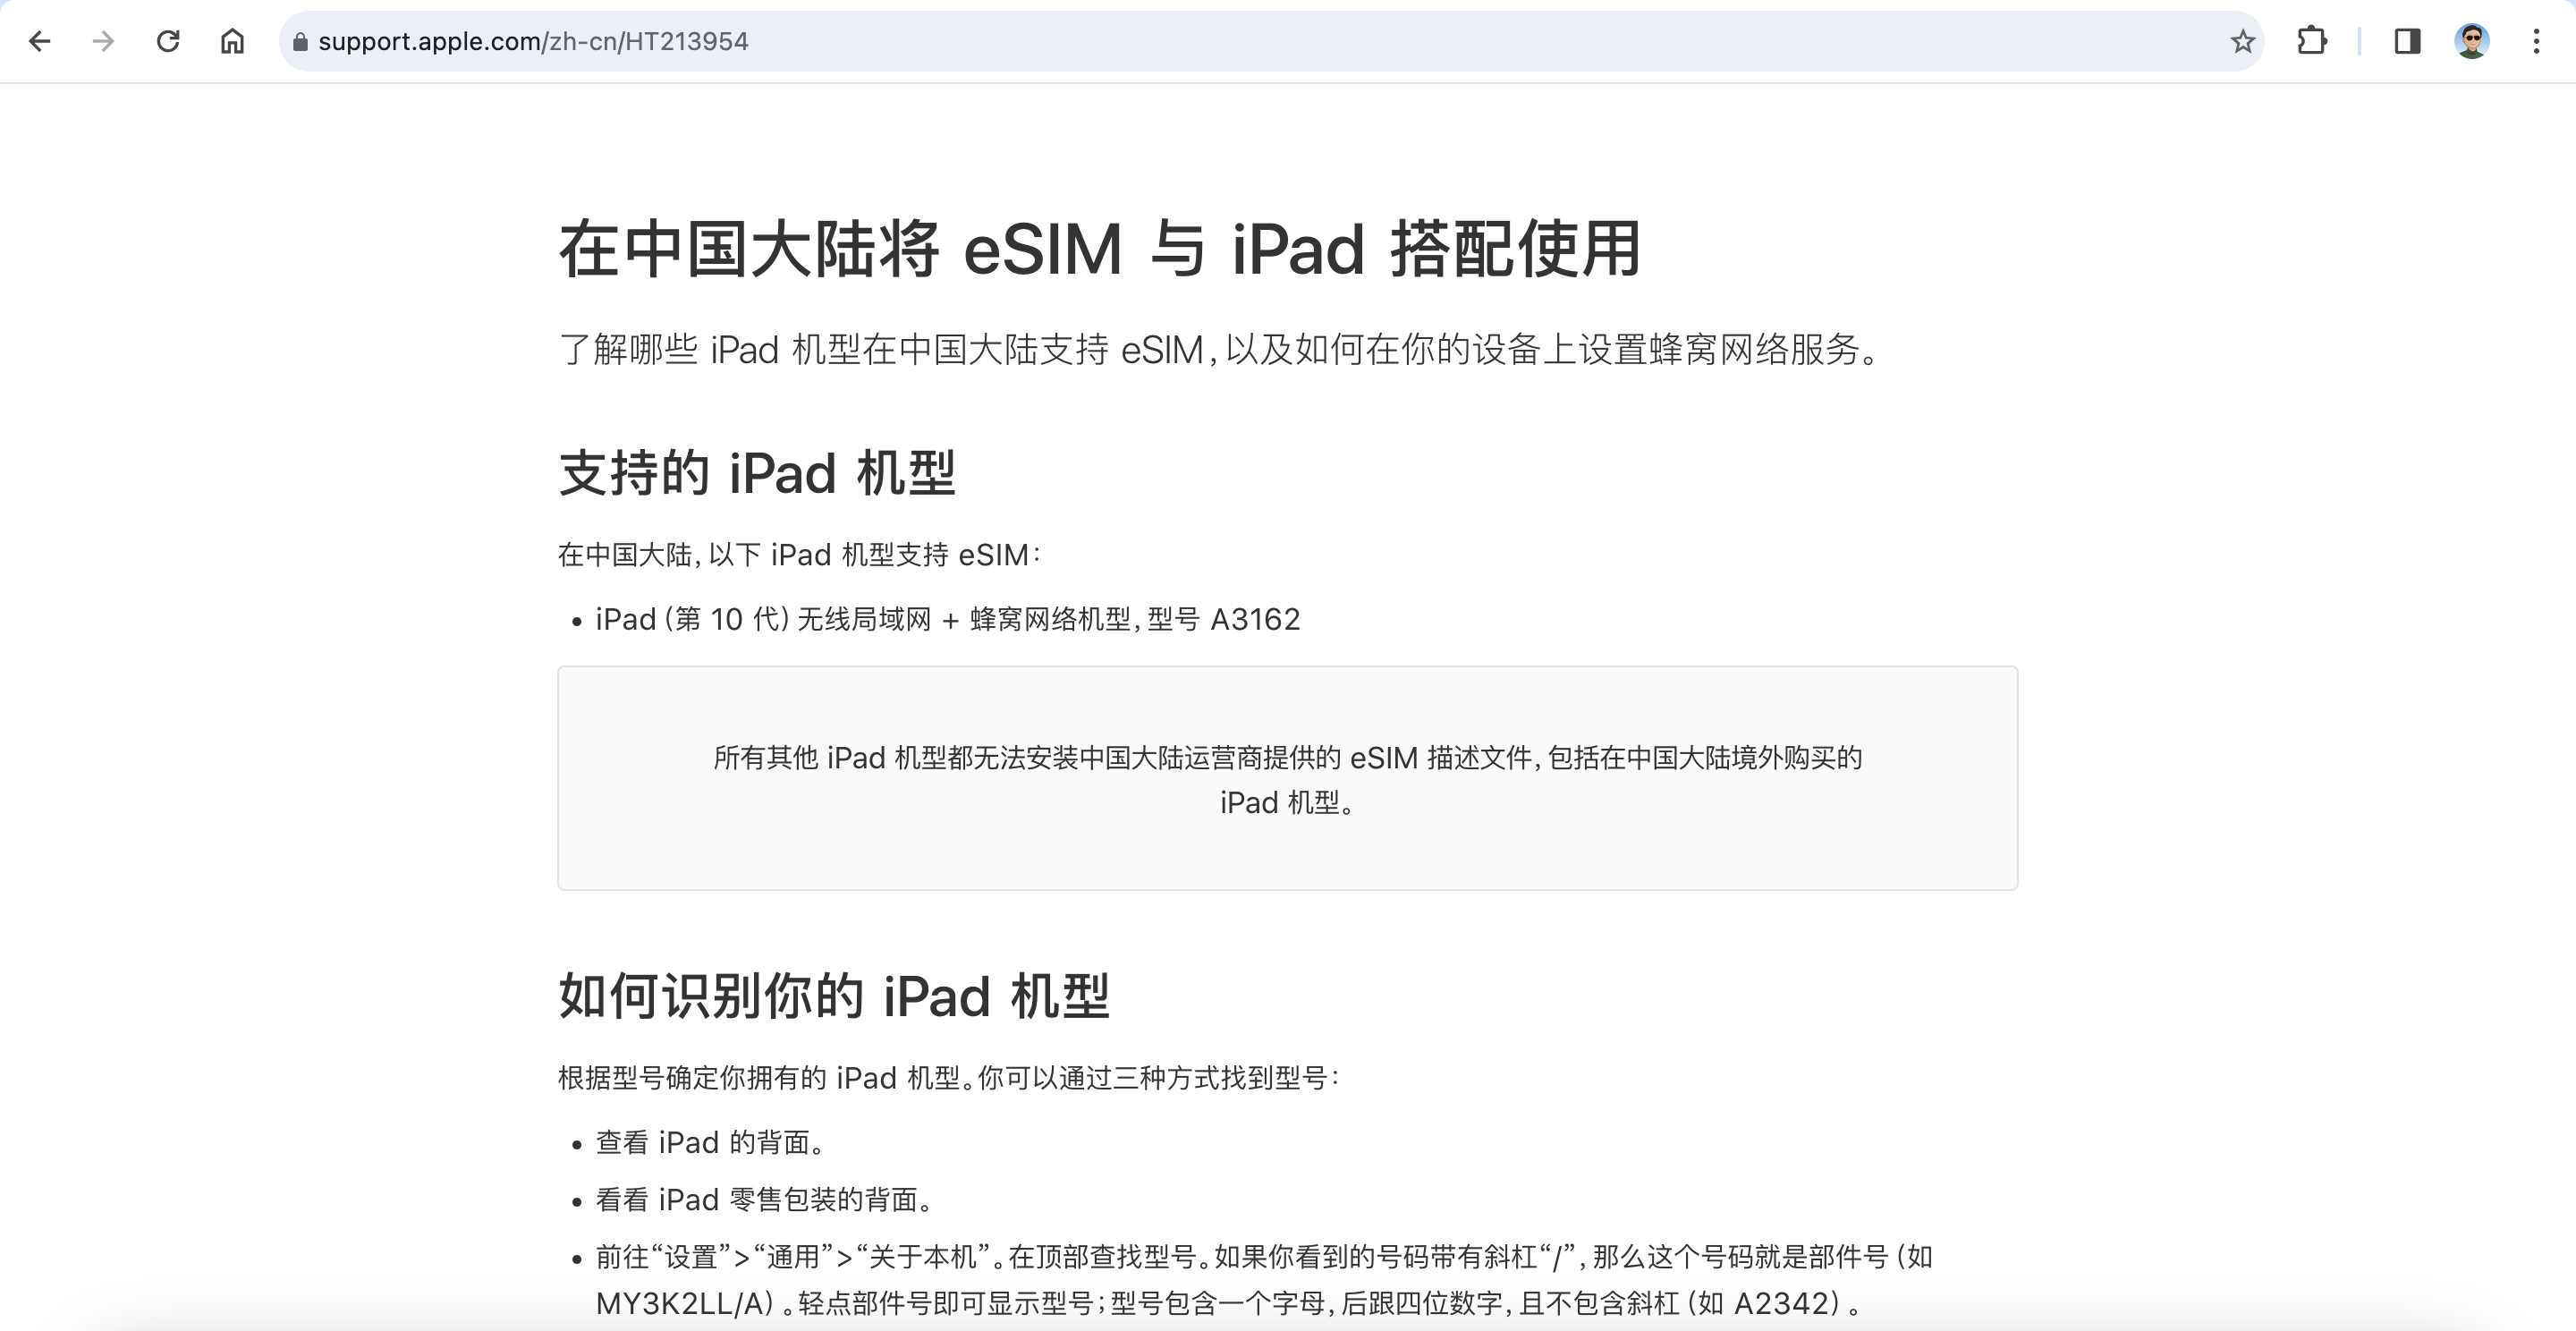 support.apple.com/zh-cn/HT213954
在中国大陆将 eSIM 与 iPad 搭配使用
了解哪些 iPad 机型在中国大陆支持 eSIM，以及如何在你的设备上设置蜂窝网络服务。
支持的 iPad 机型
在中国大陆，以下 iPad 机型支持 eSIM：
• iPad（第 10 代）无线局域网 + 蜂窝网络机型，型号 A3162
所有其他 iPad 机型都无法安装中国大陆运营商提供的 eSIM 描述文件，包括在中国大陆境外购买的
iPad 机型。
如何识别你的 iPad 机型
根据型号确定你拥有的 iPad 机型。你可以通过三种方式找到型号：
• 查看 iPad 的背面。
• 看看 iPad 零售包装的背面。
• 前往“设置”>“通用”>“关于本机”。在顶部查找型号。如果你看到的号码带有斜杠“/”，那么这个号码就是部件号（如
MY3K2LL/A）。轻点部件号即可显示型号；型号包含一个字母，后跟四位数字，且不包含斜杠（如 A2342）。